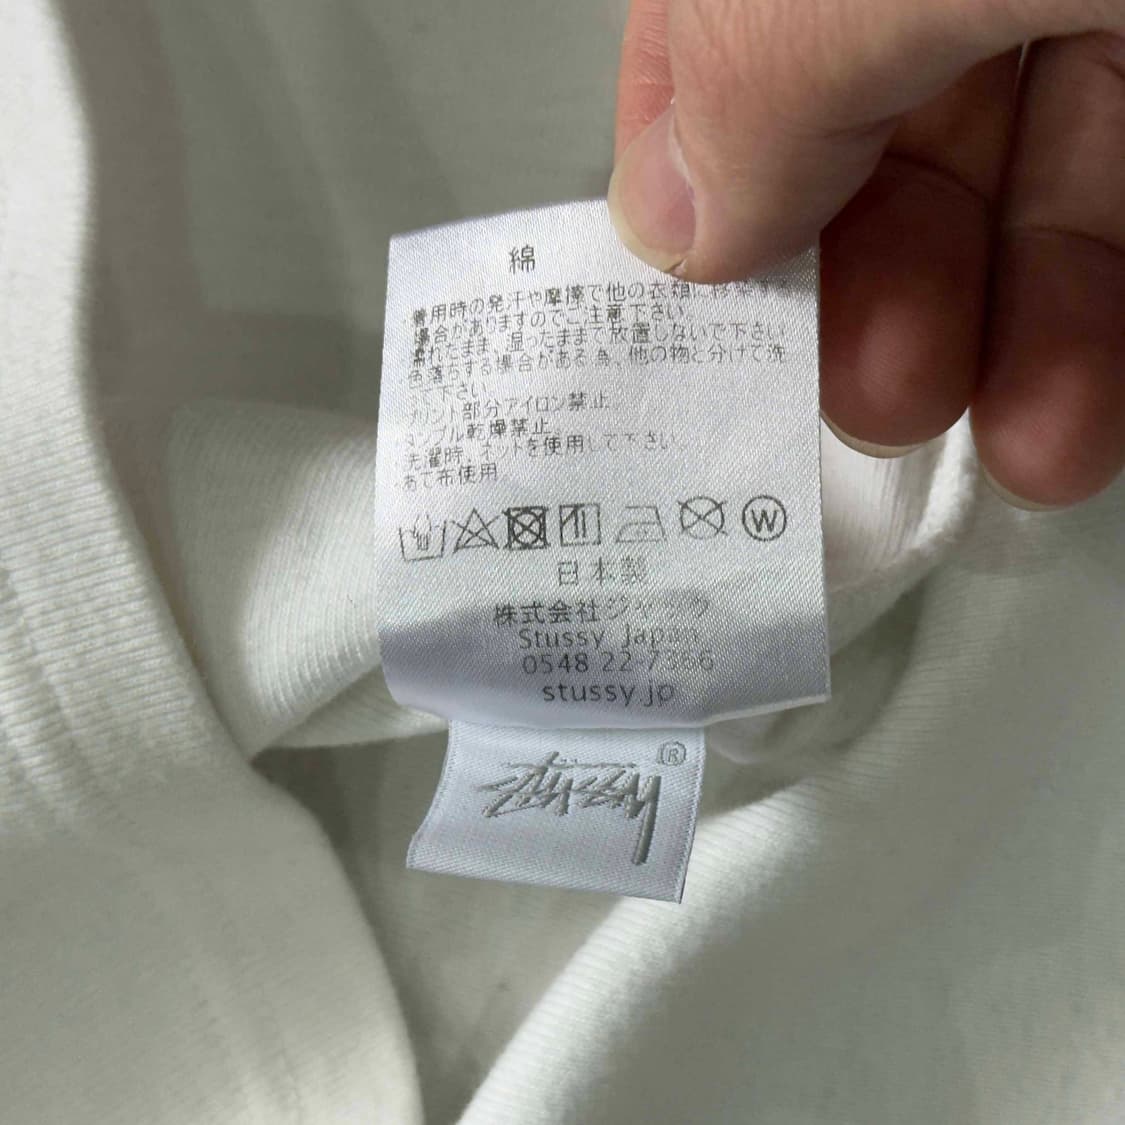 綿
着用時の発汗や摩擦で他の衣類に移染する
場合がありますのでご注意下さい。
濡れたまま、湿ったままで放置しないで下さい。
色落ちする場合がある為、他の物と分けて洗
って下さい。
プリント部分アイロン禁止。
タンブル乾燥禁止。
洗濯時、ネットを使用して下さい。
あて布使用
W
日本製
株式会社ジャック
Stussy Japan
0548 22-7366
stussy.jp
Stüssy ®